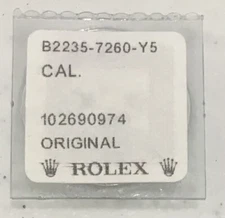 B2235-7260-Y5
CAL.
102690974
ORIGINAL
ROLEX